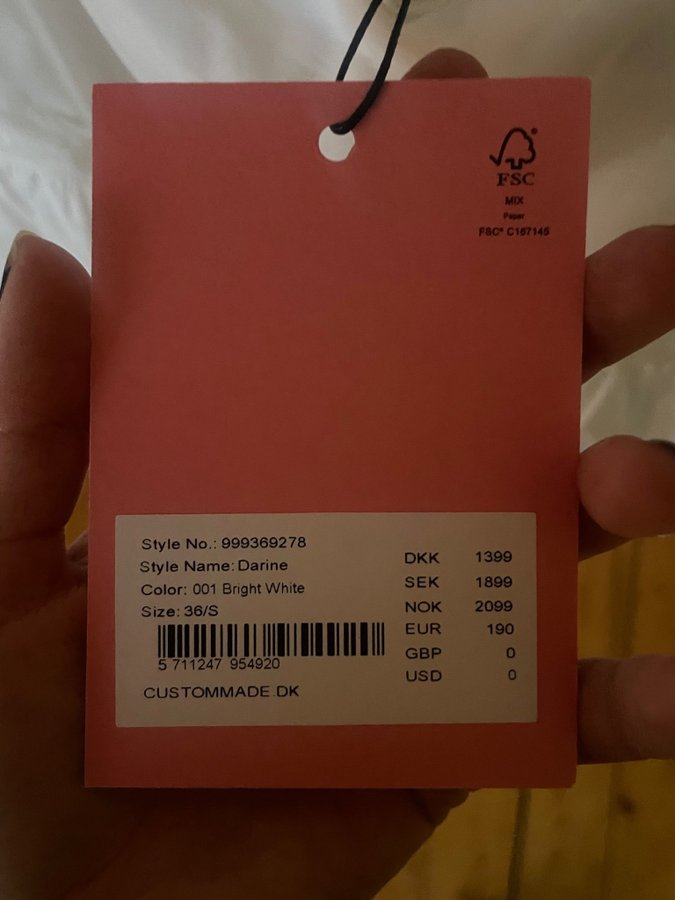 FSC
MIX
Paper
FSC® C167145
Style No.: 999369278
Style Name: Darine
Color: 001 Bright White
Size: 36/S
5 711247 954920
CUSTOMMADE.DK
DKK 1399
SEK 1899
NOK 2099
EUR 190
GBP 0
USD 0